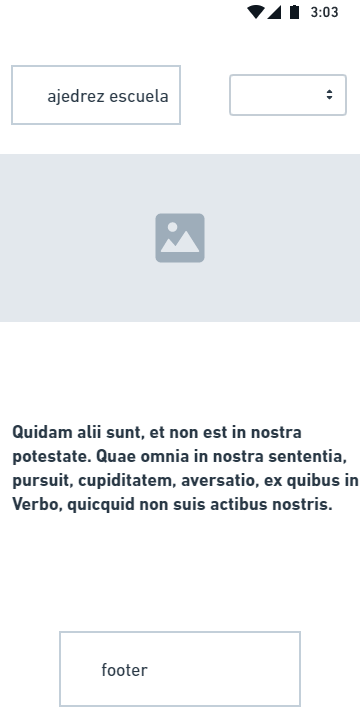 3:03
ajedrez escuela
Quidam alii sunt, et non est in nostra
potestate. Quae omnia in nostra sententia,
pursuit, cupiditatem, aversatio, ex quibus in
Verbo, quicquid non suis actibus nostris.
footer